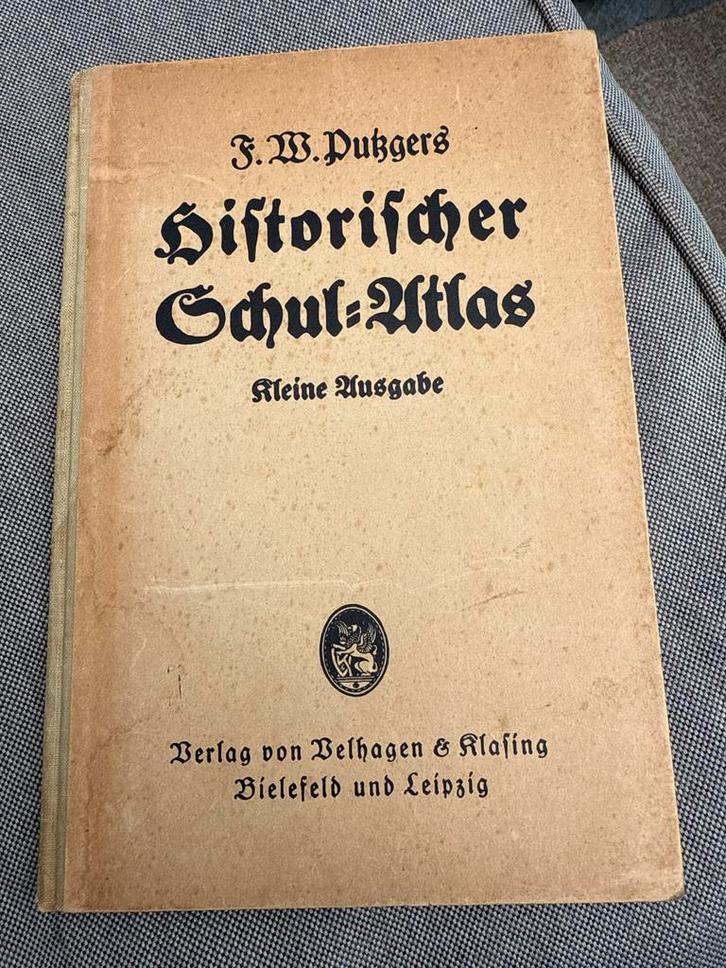 F. W. Putzgers
Hiſtoriſcher
Schul=Atlas
Kleine Ausgabe
Verlag von Velhagen & Klaſing
Bielefeld und Leipzig